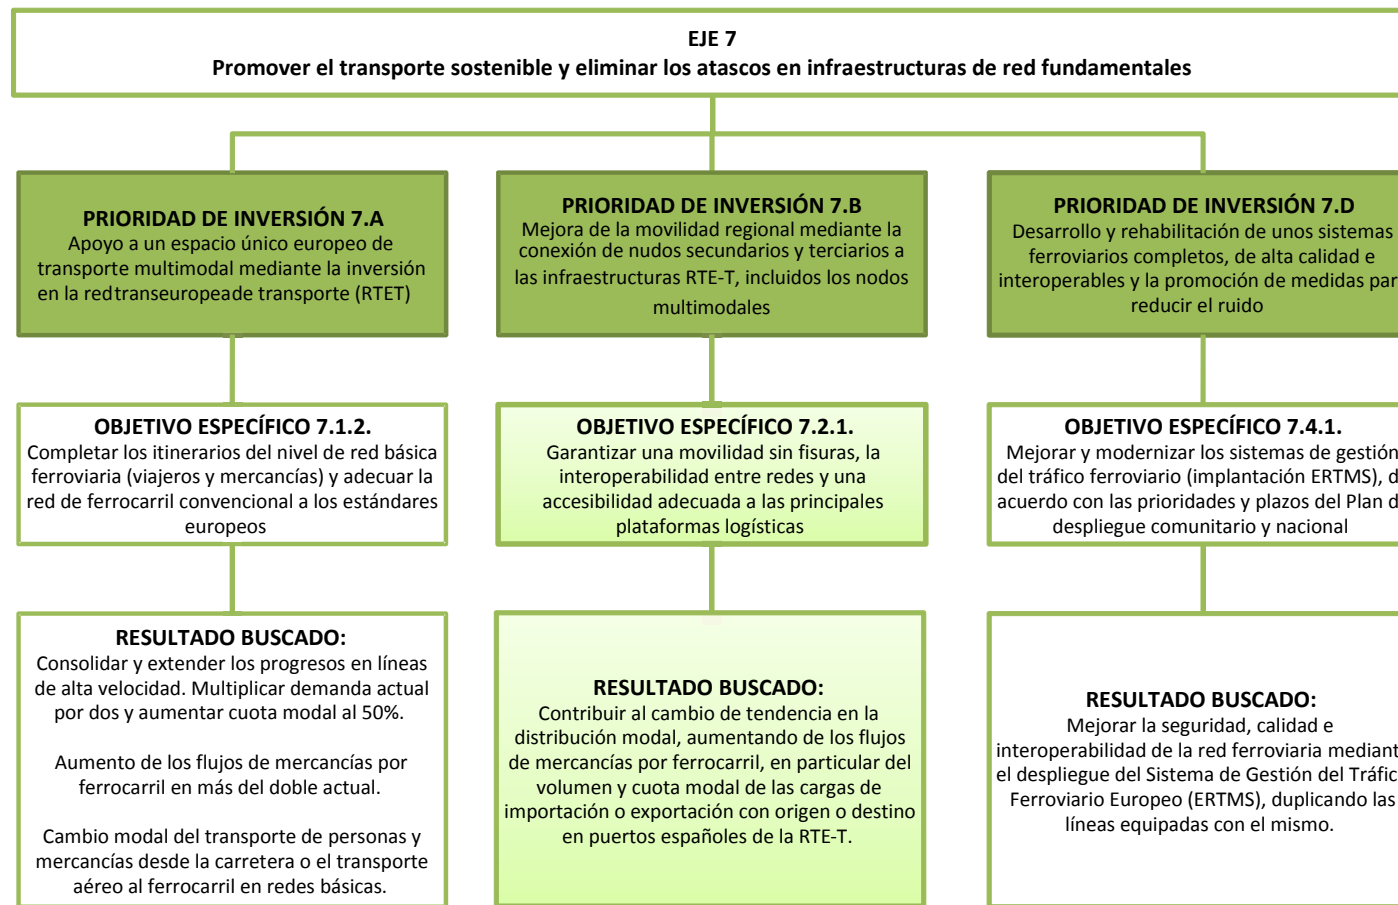 EJE 7
Promover el transporte sostenible y eliminar los atascos en infraestructuras de red fundamentales
PRIORIDAD DE INVERSIÓN 7.A
Apoyo a un espacio único europeo de
transporte multimodal mediante la inversión
en la redtranseuropeade transporte (RTET)
PRIORIDAD DE INVERSIÓN 7.B
Mejora de la movilidad regional mediante la
conexión de nudos secundarios y terciarios a
las infraestructuras RTE-T, incluidos los nodos
multimodales
PRIORIDAD DE INVERSIÓN 7.D
Desarrollo y rehabilitación de unos sistemas
ferroviarios completos, de alta calidad e
interoperables y la promoción de medidas par
reducir el ruido
OBJETIVO ESPECÍFICO 7.1.2.
Completar los itinerarios del nivel de red básica
ferroviaria (viajeros y mercancías) y adecuar la
red de ferrocarril convencional a los estándares
europeos
OBJETIVO ESPECÍFICO 7.2.1.
Garantizar una movilidad sin fisuras, la
interoperabilidad entre redes y una
accesibilidad adecuada a las principales
plataformas logísticas
OBJETIVO ESPECÍFICO 7.4.1.
Mejorar y modernizar los sistemas de gestión
del tráfico ferroviario (implantación ERTMS), d
acuerdo con las prioridades y plazos del Plan d
despliegue comunitario y nacional
RESULTADO BUSCADO:
Consolidar y extender los progresos en líneas
de alta velocidad. Multiplicar demanda actual
por dos y aumentar cuota modal al 50%.
Aumento de los flujos de mercancías por
ferrocarril en más del doble actual.
Cambio modal del transporte de personas y
mercancías desde la carretera o el transporte
aéreo al ferrocarril en redes básicas.
RESULTADO BUSCADO:
Contribuir al cambio de tendencia en la
distribución modal, aumentando de los flujos
de mercancías por ferrocarril, en particular del
volumen y cuota modal de las cargas de
importación o exportación con origen o destino
en puertos españoles de la RTE-T.
RESULTADO BUSCADO:
Mejorar la seguridad, calidad e
interoperabilidad de la red ferroviaria mediant
el despliegue del Sistema de Gestión del Tráfic
Ferroviario Europeo (ERTMS), duplicando las
líneas equipadas con el mismo.